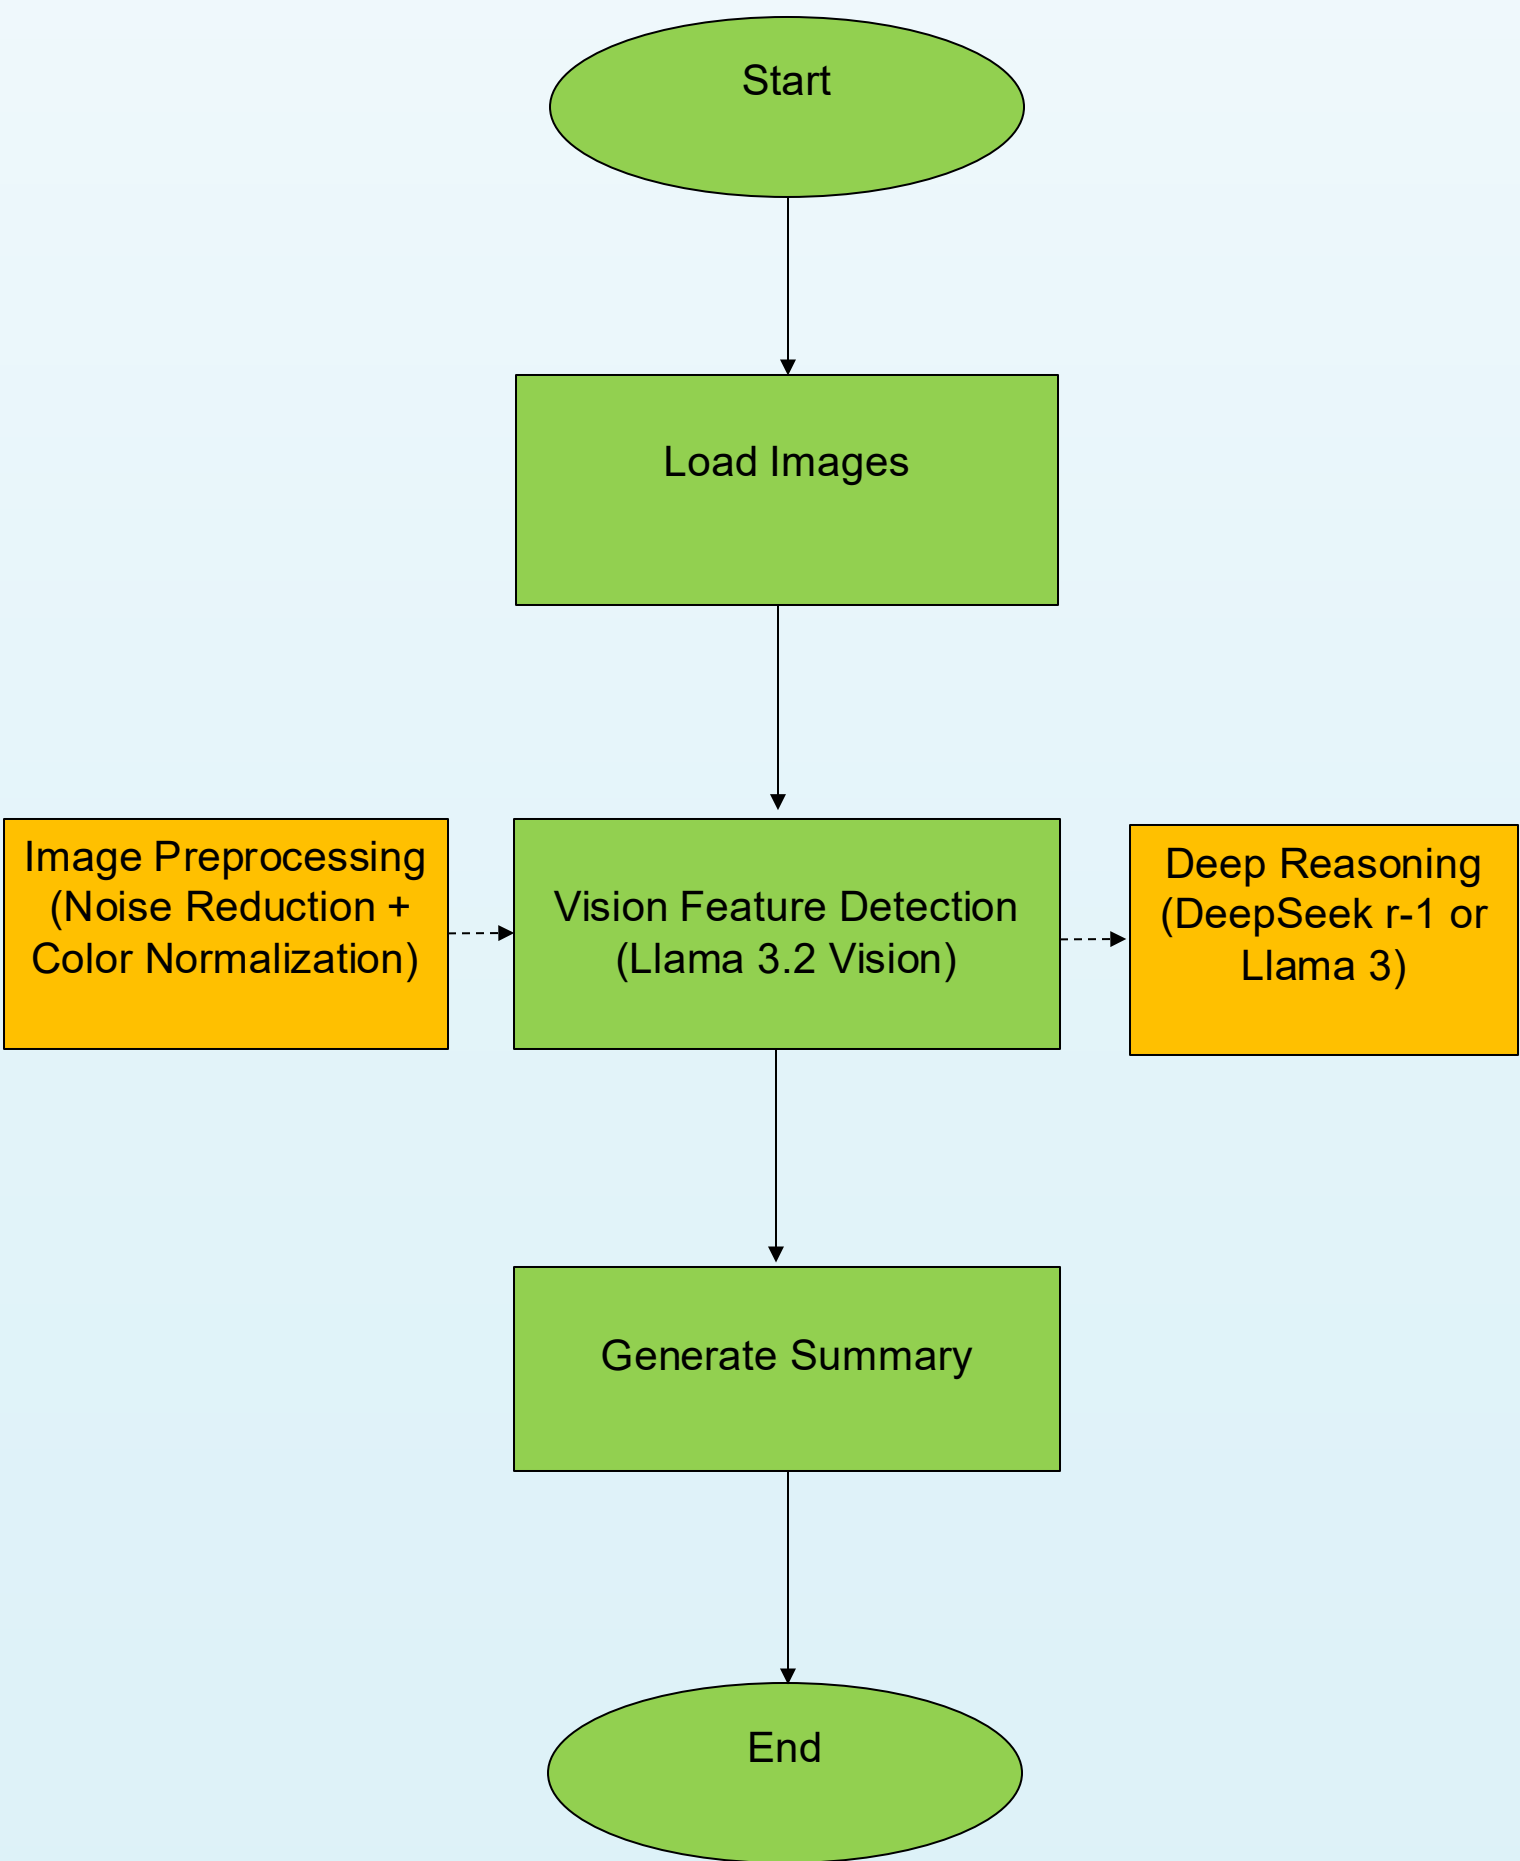 Start
Load Images
Image Preprocessing
(Noise Reduction +
Color Normalization)
Vision Feature Detection
(Llama 3.2 Vision)
Deep Reasoning
(DeepSeek r-1 or
Llama 3)
Generate Summary
End